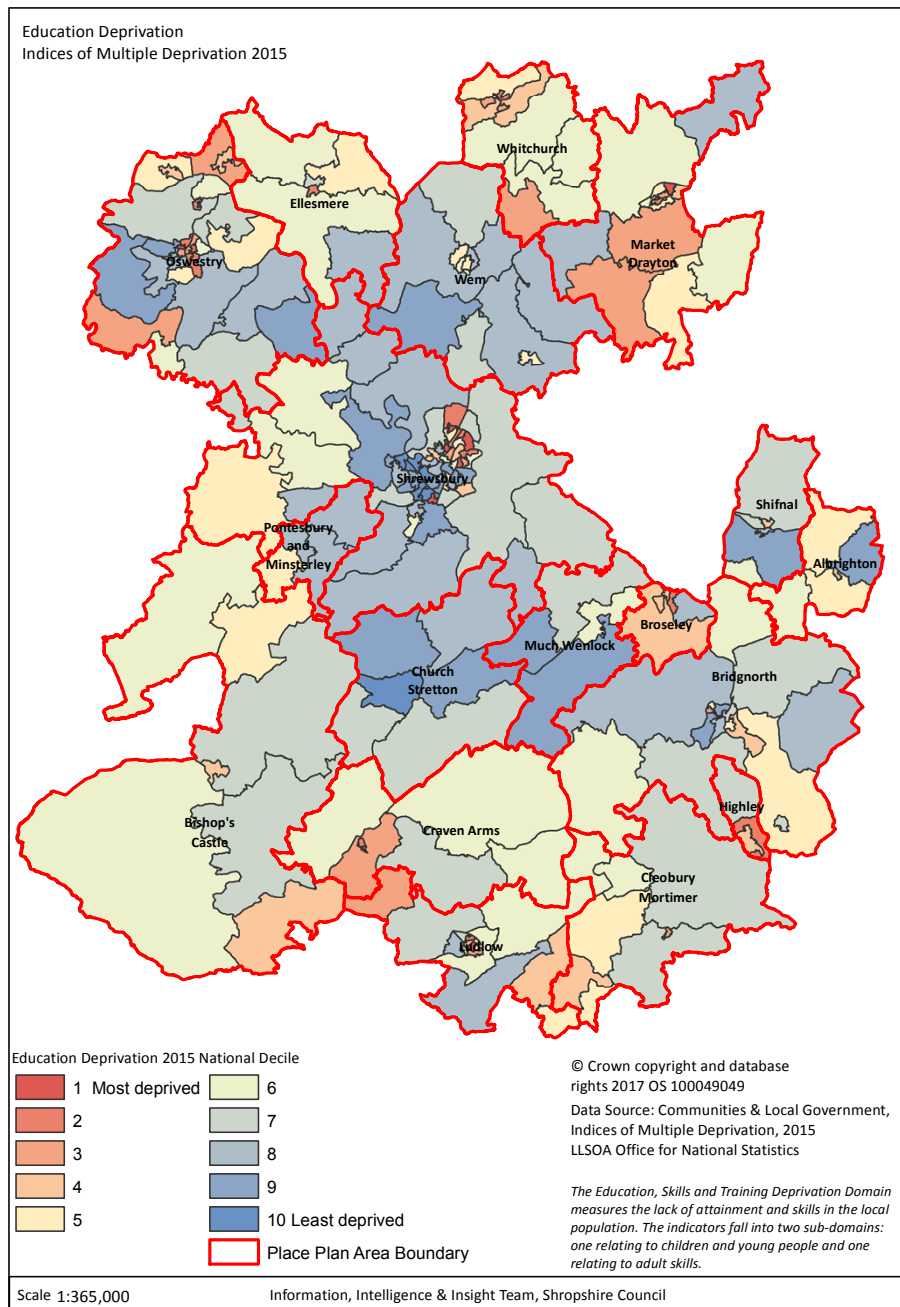 Education Deprivation
Indices of Multiple Deprivation 2015
Whitchurch
Ellesmere
Market
Drayton
Oswestry
Wem
Shrewsbury
Shifnal
Pontesbury
and
Minsterley
Albrighton
Broseley
Much Wenlock
Church
Stretton
Bridgnorth
Highley
Bishop's
Castle
Craven Arms
Cleobury
Mortimer
Ludlow
Education Deprivation 2015 National Decile
1 Most deprived
2
3
4
5
6
7
8
9
10 Least deprived
Place Plan Area Boundary
© Crown copyright and database
rights 2017 OS 100049049
Data Source: Communities & Local Government,
Indices of Multiple Deprivation, 2015
LLSOA Office for National Statistics
The Education, Skills and Training Deprivation Domain
measures the lack of attainment and skills in the local
population. The indicators fall into two sub-domains:
one relating to children and young people and one
relating to adult skills.
Scale 1:365,000
Information, Intelligence & Insight Team, Shropshire Council